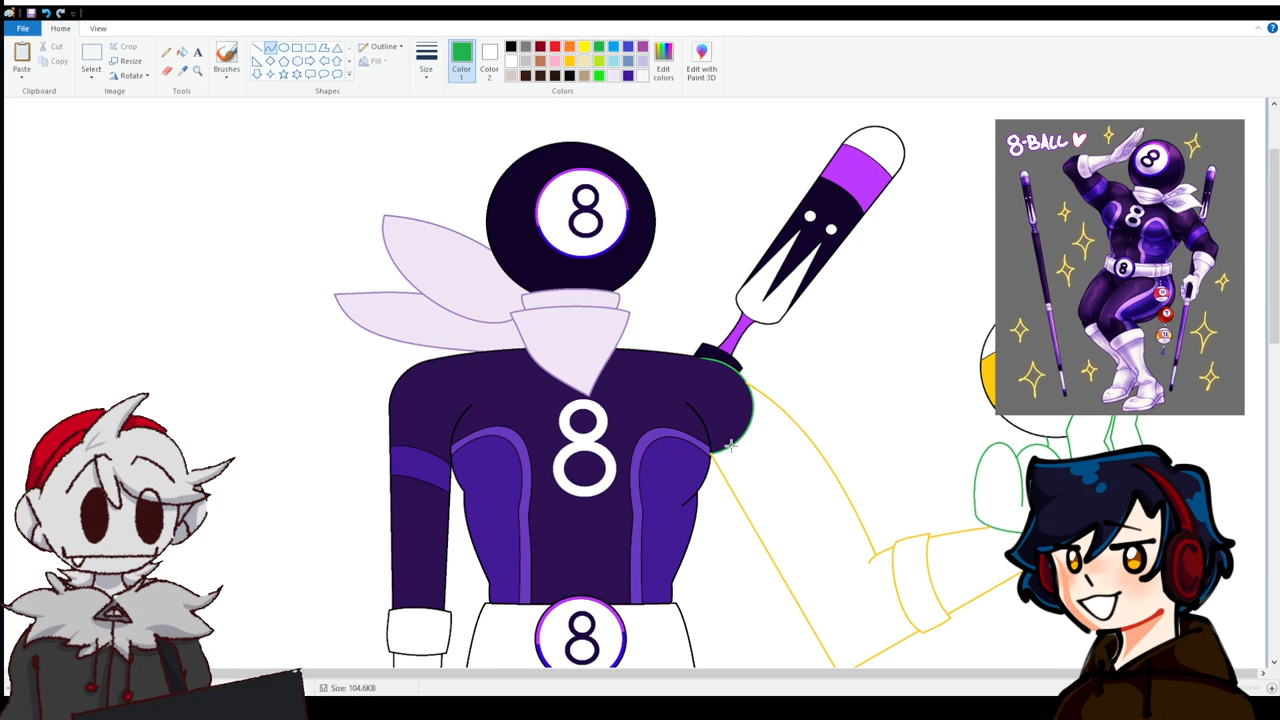 File Home View
Paste
Cut
Copy
Clipboard
Select
Crop
Resize
Rotate
Image
A
Tools
Brushes
Shapes
Outline
Fill
Size
Color
1
Color
2
Edit
colors
Colors
Edit with
Paint 3D
8-BALL
8
8
8
8
8
8
Size: 104.6KB